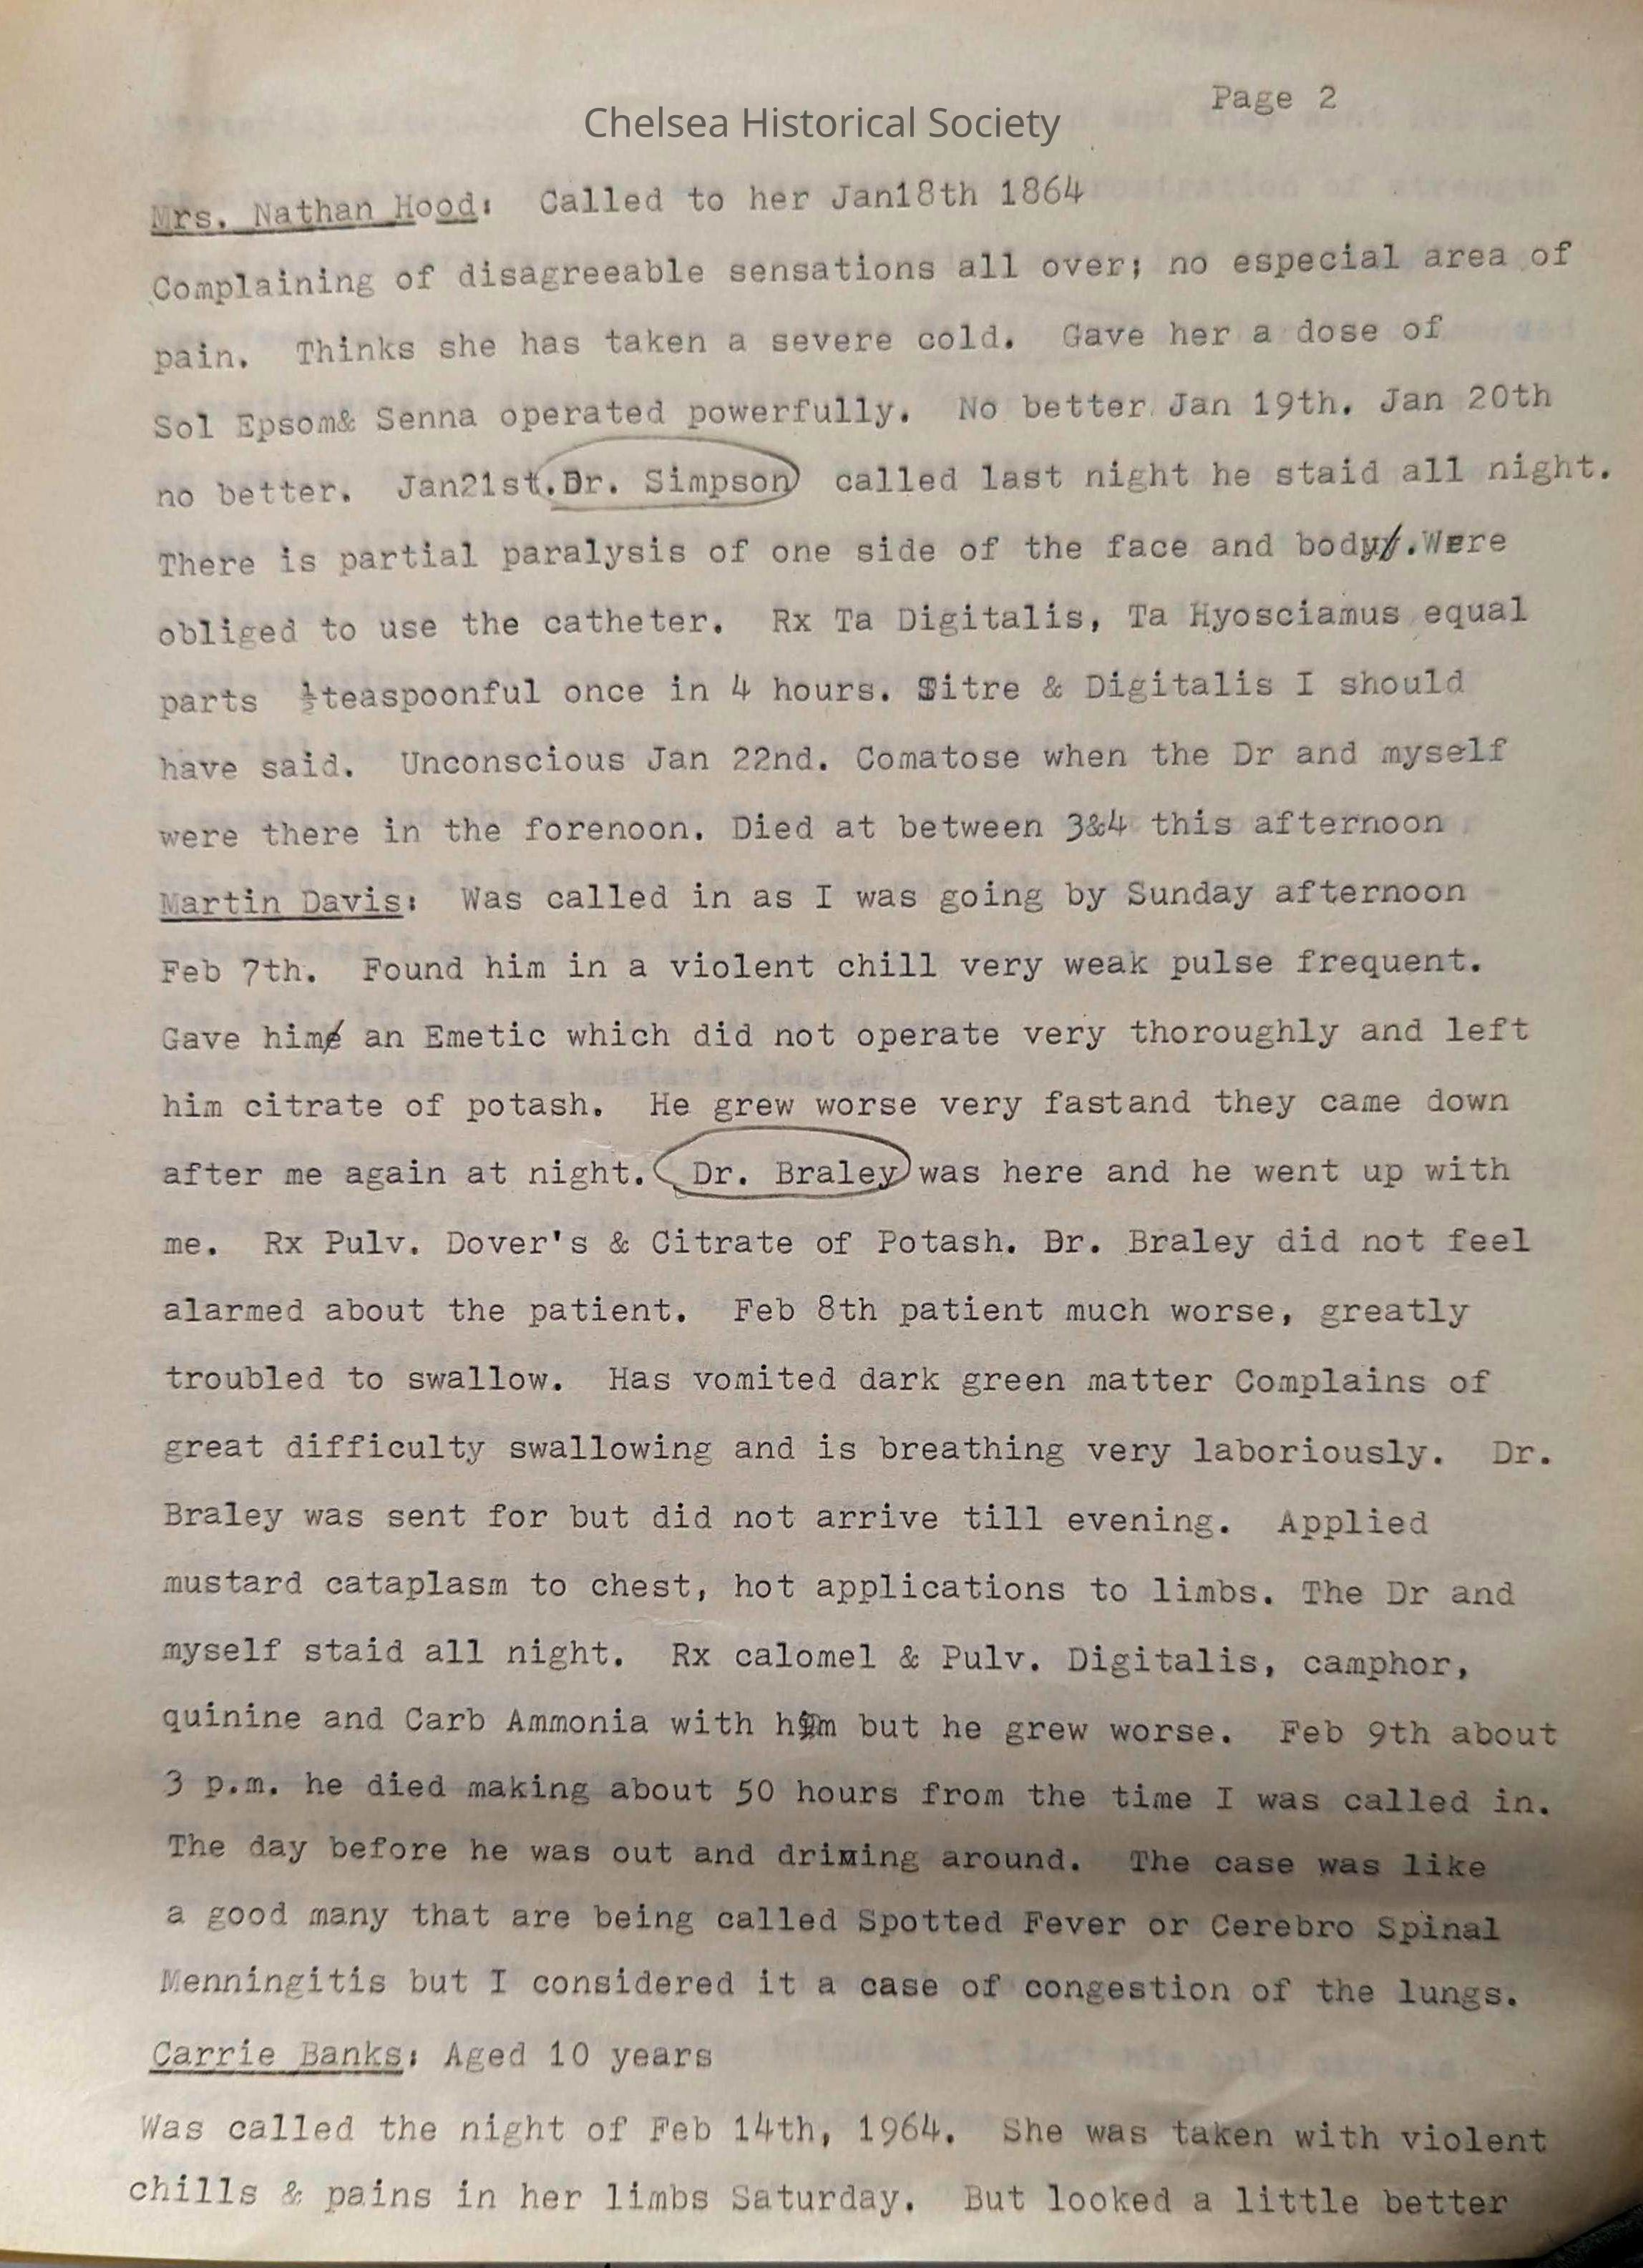 Page 2
Chelsea Historical Society
Mrs. Nathan Hood: Called to her Jan18th 1864
Complaining of disagreeable sensations all over; no especial area of
pain. Thinks she has taken a severe cold. Gave her a dose of
Sol Epsom& Senna operated powerfully. No better Jan 19th. Jan 20th
no better. Jan21st.Dr. Simpson called last night he staid all night.
There is partial paralysis of one side of the face and body.Were
obliged to use the catheter. Rx Ta Digitalis, Ta Hyosciamus equal
parts ½teaspoonful once in 4 hours. & Digitalis I should
have said. Unconscious Jan 22nd. Comatose when the Dr and myself
were there in the forenoon. Died at between 3&4 this afternoon
Martin Davis: Was called in as I was going by Sunday afternoon
Feb 7th. Found him in a violent chill very weak pulse frequent.
Gave him an Emetic which did not operate very thoroughly and left
him citrate of potash. He grew worse very fastand they came down
after me again at night. Dr. Braley was here and he went up with
me. Rx Pulv. Dover's & Citrate of Potash. Dr. Braley did not feel
alarmed about the patient. Feb 8th patient much worse, greatly
troubled to swallow. Has vomited dark green matter Complains of
great difficulty swallowing and is breathing very laboriously. Dr.
Braley was sent for but did not arrive till evening. Applied
mustard cataplasm to chest, hot applications to limbs. The Dr and
myself staid all night. Rx calomel & Pulv. Digitalis, camphor,
quinine and Carb Ammonia with him but he grew worse. Feb 9th about
3 p.m. he died making about 50 hours from the time I was called in.
The day before he was out and around. The case was like
a good many that are being called Spotted Fever or Cerebro Spinal
Menningitis but I considered it a case of congestion of the lungs.
Carrie Banks: Aged 10 years
Was called the night of Feb 14th, 1964. She was taken with violent
chills & pains in her limbs Saturday. But looked a little better